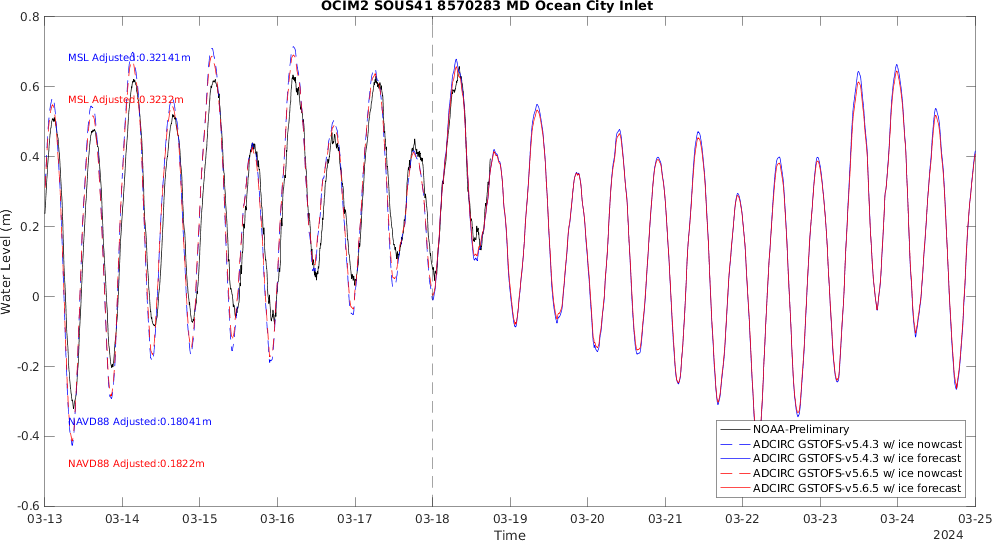 OCIM2 SOUS41 8570283 MD Ocean City Inlet
0.8
0.6
0.4
0.2
0
-0.2
-0.4
-0.6
Water Level (m)
MSL Adjusted:0.32141m
MSL Adjusted:0.3232m
NAVD88 Adjusted:0.18041m
NAVD88 Adjusted:0.1822m
NOAA-Preliminary
ADCIRC GSTOFS-v5.4.3 w/ ice nowcast
ADCIRC GSTOFS-v5.4.3 w/ ice forecast
ADCIRC GSTOFS-v5.6.5 w/ ice nowcast
ADCIRC GSTOFS-v5.6.5 w/ ice forecast
03-13 03-14 03-15 03-16 03-17 03-18 03-19 03-20 03-21 03-22 03-23 03-24 03-25
Time
2024